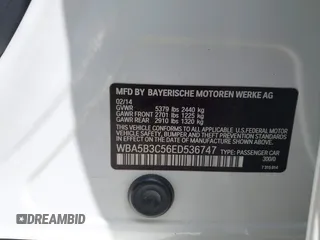 MFD BY BAYERISCHE MOTOREN WERKE AG
02/14
GVWR 5379 lbs 2440 kg
GAWR FRONT 2701 lbs 1225 kg
GAWR REAR 2910 lbs 1320 kg
THIS VEHICLE CONFORMS TO ALL APPLICABLE U.S.FEDERAL MOTOR
VEHICLE SAFETY, BUMPER AND THEFT PREVENTION STANDARDS
IN EFFECT ON THE DATE OF MANUFACTURE SHOWN ABOVE.
WBA5B3C56ED536747 TYPE: PASSENGER CAR
DREAMBID